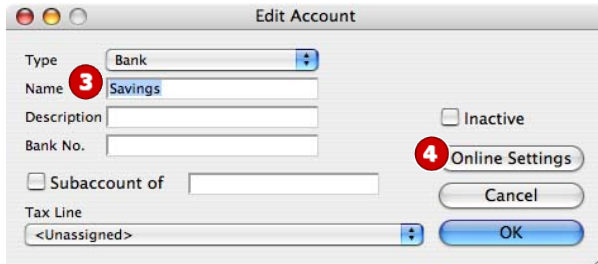 Edit Account
Type Bank
Name 3 Savings
Description
Inactive
Bank No.
4 Online Settings
Subaccount of
Cancel
Tax Line
<Unassigned>
OK